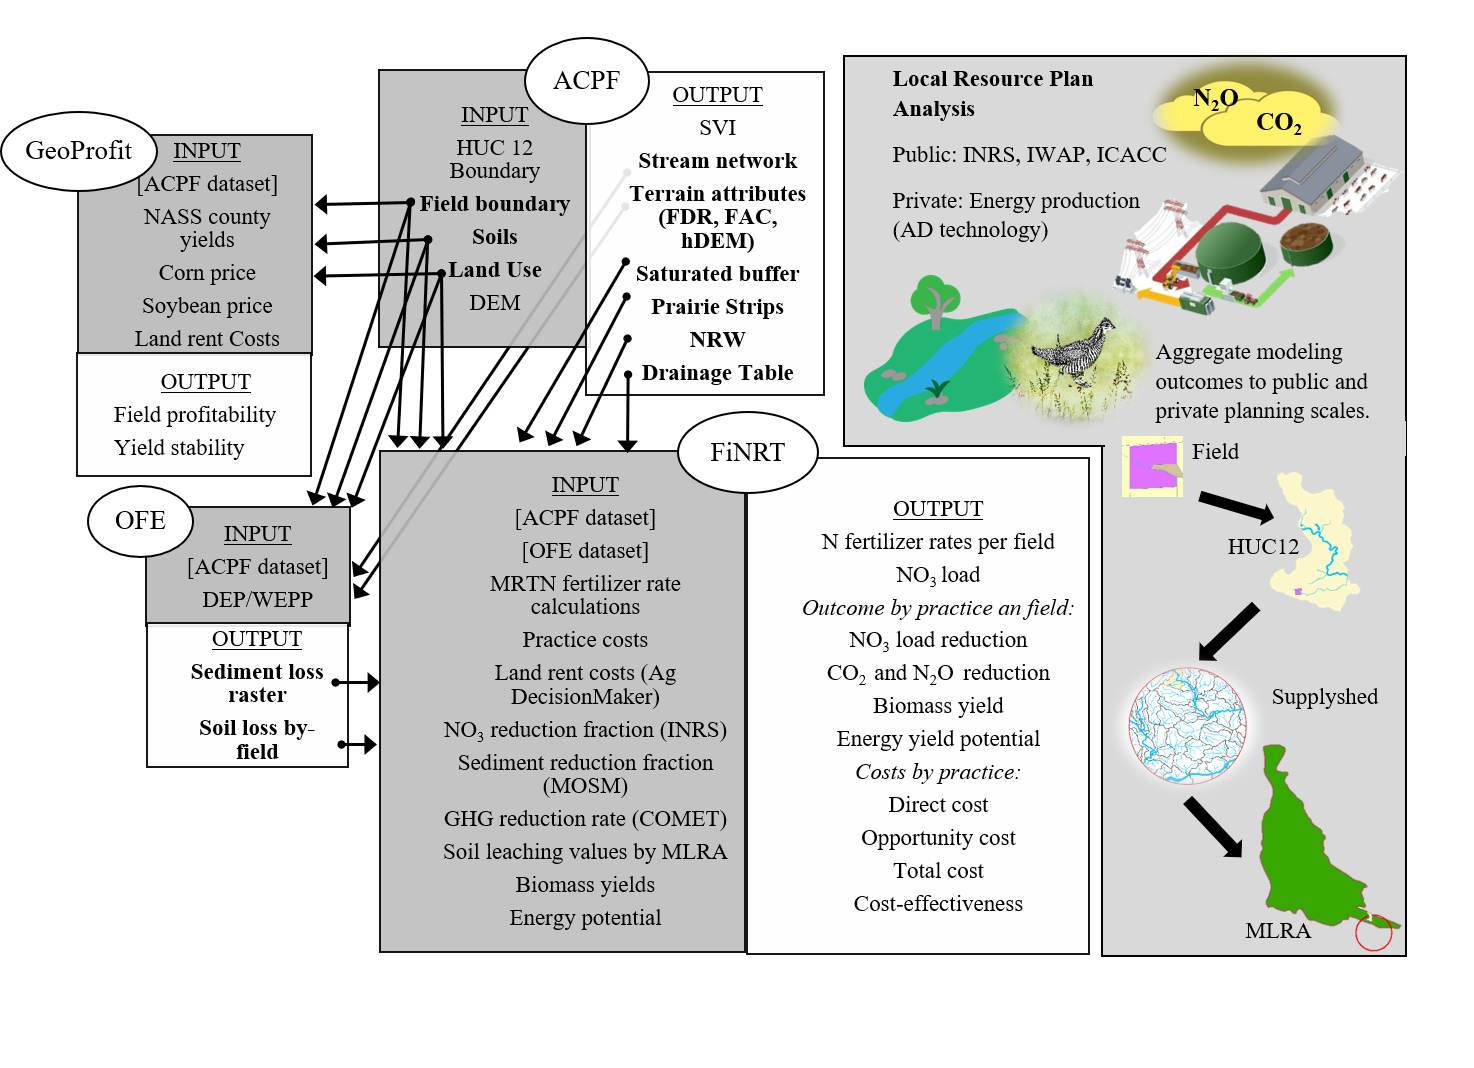 GeoProfit
INPUT
[ACPF dataset]
NASS county
yields
Corn price
Soybean price
Land rent Costs
OUTPUT
Field profitability
Yield stability
ACPF
INPUT
HUC 12
Boundary
Field boundary
Soils
Land Use
DEM
OUTPUT
SVI
Stream network
Terrain attributes
(FDR, FAC,
hDEM)
Saturated buffer
Prairie Strips
NRW
Drainage Table
OFE
INPUT
[ACPF dataset]
DEP/WEPP
OUTPUT
Sediment loss
raster
Soil loss by-
field
FiNRT
INPUT
[ACPF dataset]
[OFE dataset]
MRTN fertilizer rate
calculations
Practice costs
Land rent costs (Ag
DecisionMaker)
NO3 reduction fraction (INRS)
Sediment reduction fraction
(MOSM)
GHG reduction rate (COMET)
Soil leaching values by MLRA
Biomass yields
Energy potential
OUTPUT
N fertilizer rates per field
NO3 load
Outcome by practice an field:
NO3 load reduction
CO2 and N2O reduction
Biomass yield
Energy yield potential
Costs by practice:
Direct cost
Opportunity cost
Total cost
Cost-effectiveness
Local Resource Plan
Analysis
Public: INRS, IWAP, ICACC
Private: Energy production
(AD technology)
N2O
CO2
Aggregate modeling
outcomes to public and
private planning scales.
Field
HUC12
Supplyshed
MLRA